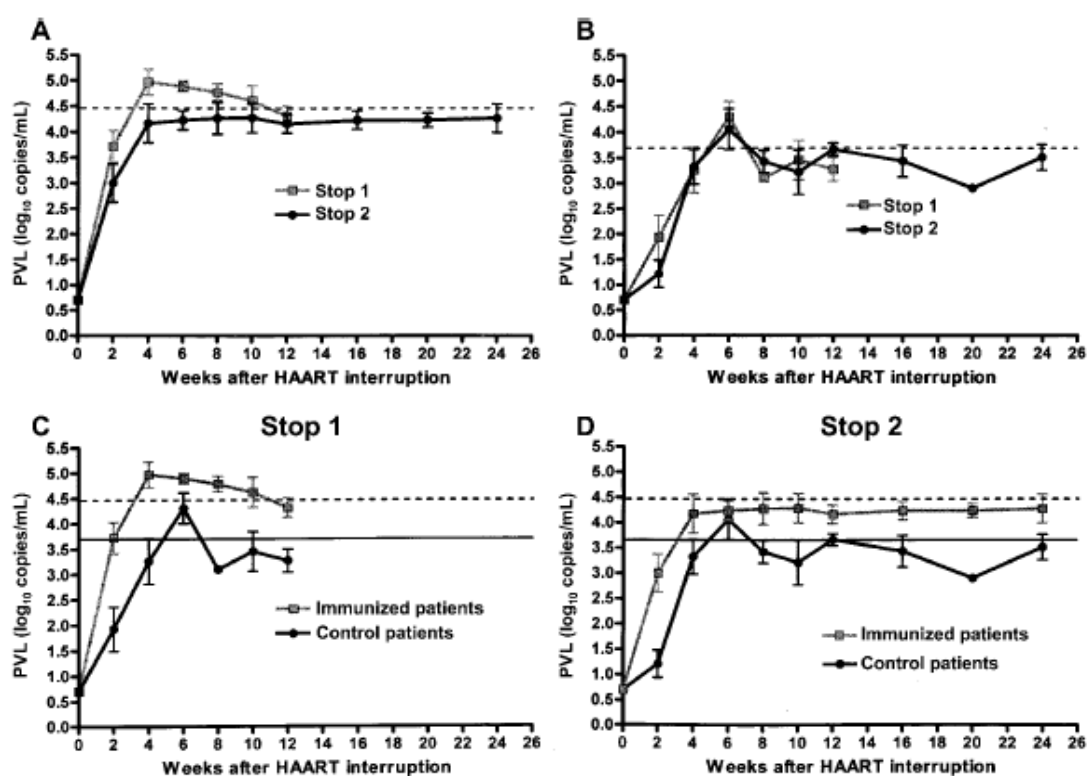 A
PVL (log10 copies/mL)
5.5
5.0
4.5
4.0
3.5
3.0
2.5
2.0
1.5
1.0
0.5
0.0
Stop 1
Stop 2
0 2 4 6 8 10 12 14 16 18 20 22 24 26
Weeks after HAART interruption
B
PVL (log10 copies/mL)
5.5
5.0
4.5
4.0
3.5
3.0
2.5
2.0
1.5
1.0
0.5
0.0
Stop 1
Stop 2
0 2 4 6 8 10 12 14 16 18 20 22 24 26
Weeks after HAART interruption
C
Stop 1
PVL (log10 copies/mL)
5.5
5.0
4.5
4.0
3.5
3.0
2.5
2.0
1.5
1.0
0.5
0.0
Immunized patients
Control patients
0 2 4 6 8 10 12 14 16 18 20 22 24 26
Weeks after HAART interruption
D
Stop 2
PVL (log10 copies/mL)
5.5
5.0
4.5
4.0
3.5
3.0
2.5
2.0
1.5
1.0
0.5
0.0
Immunized patients
Control patients
0 2 4 6 8 10 12 14 16 18 20 22 24 26
Weeks after HAART interruption